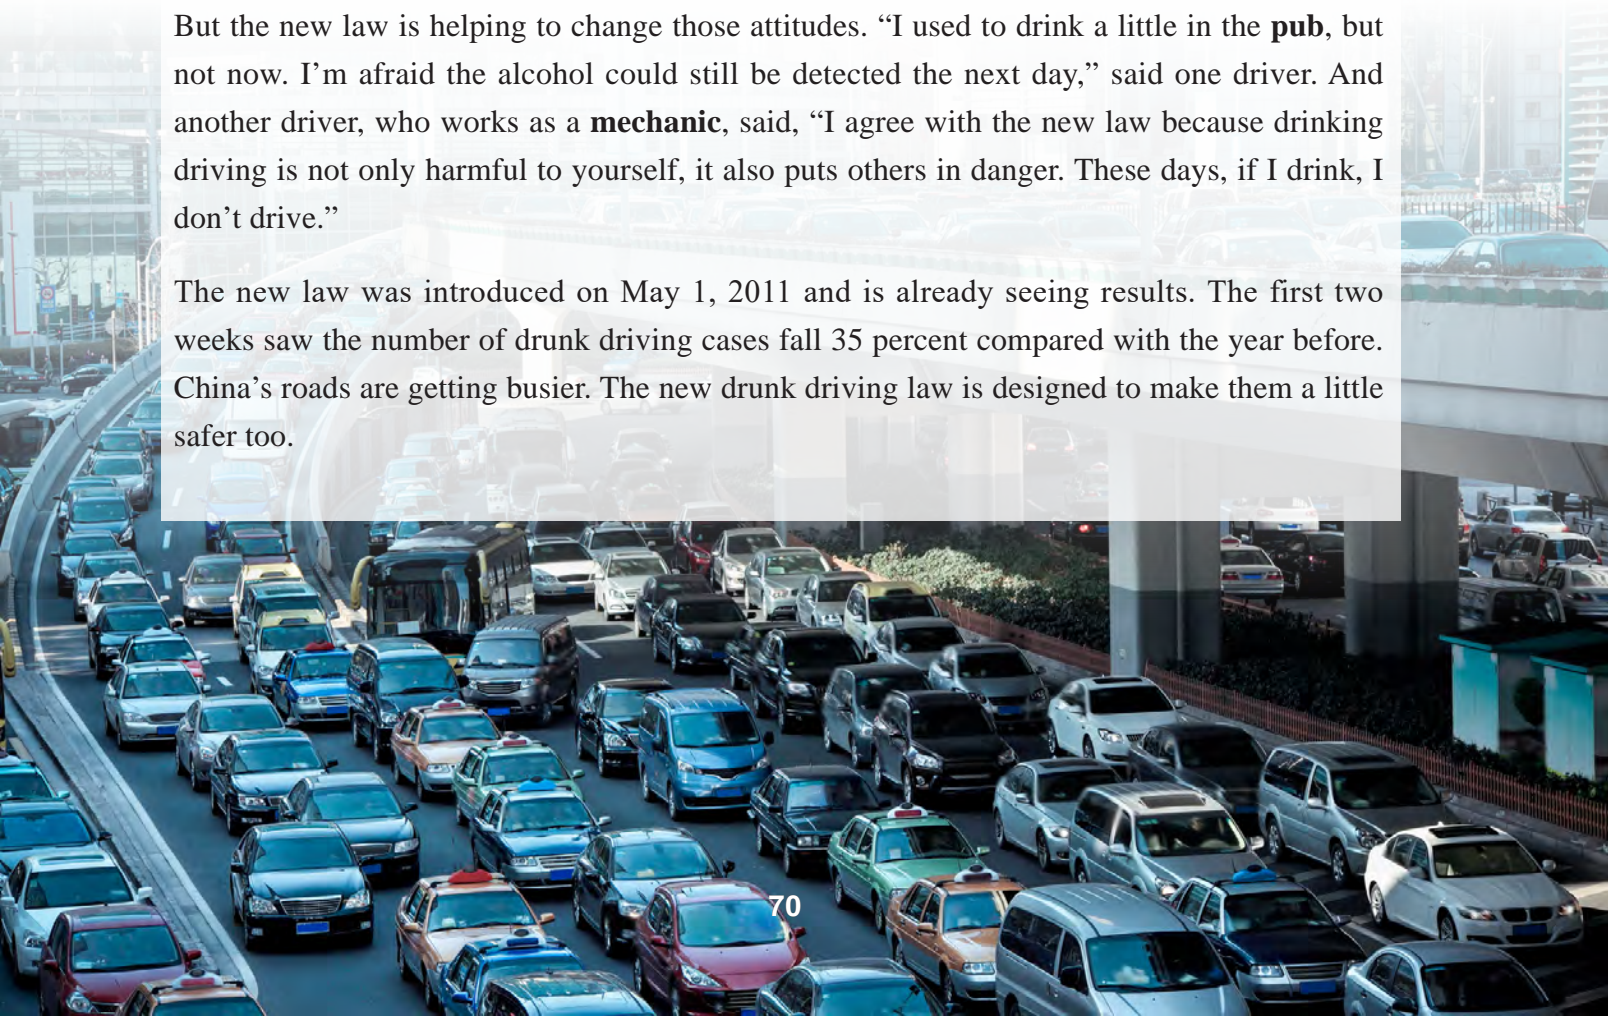 But the new law is helping to change those attitudes. “I used to drink a little in the pub, but
not now. I’m afraid the alcohol could still be detected the next day,” said one driver. And
another driver, who works as a mechanic, said, “I agree with the new law because drinking
driving is not only harmful to yourself, it also puts others in danger. These days, if I drink, I
don’t drive.”
The new law was introduced on May 1, 2011 and is already seeing results. The first two
weeks saw the number of drunk driving cases fall 35 percent compared with the year before.
China’s roads are getting busier. The new drunk driving law is designed to make them a little
safer too.
70